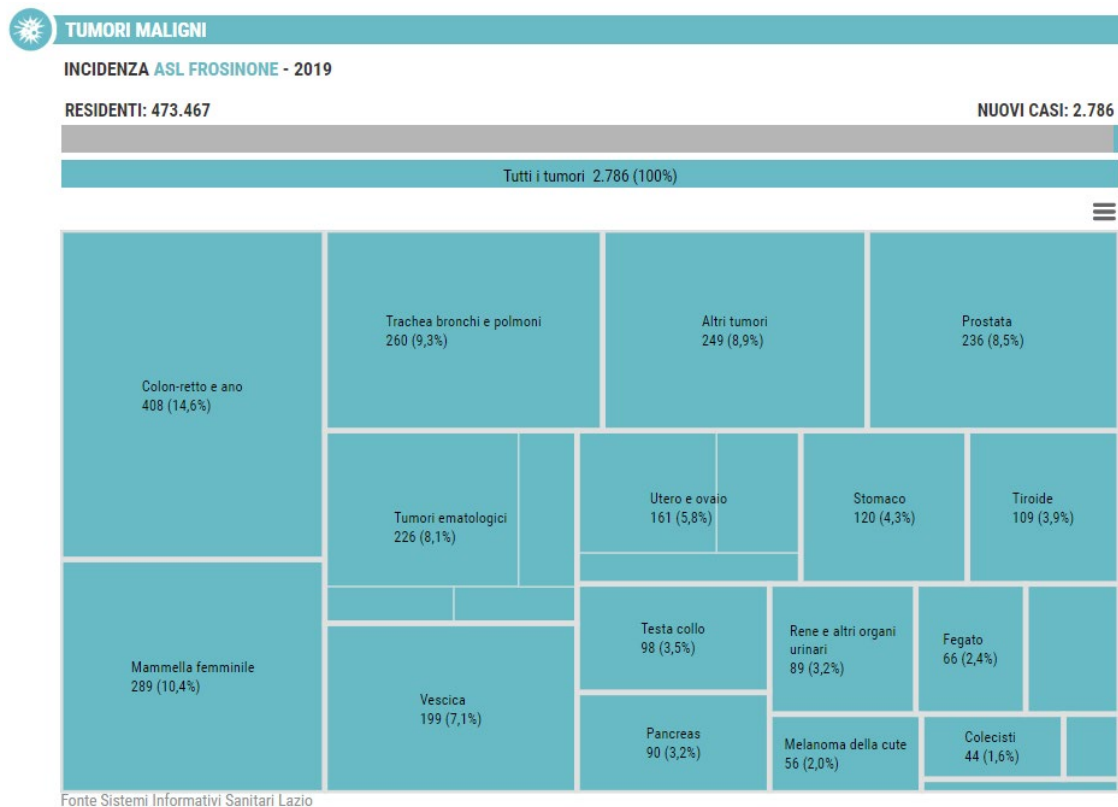 TUMORI MALIGNI
INCIDENZA ASL FROSINONE - 2019
RESIDENTI: 473.467
NUOVI CASI: 2.786
Tutti i tumori 2.786 (100%)
Colon-retto e ano
408 (14,6%)
Mammella femminile
289 (10,4%)
Trachea bronchi e polmoni
260 (9,3%)
Altri tumori
249 (8,9%)
Prostata
236 (8,5%)
Tumori ematologici
226 (8,1%)
Vescica
199 (7,1%)
Utero e ovaio
161 (5,8%)
Stomaco
120 (4,3%)
Tiroide
109 (3,9%)
Testa collo
98 (3,5%)
Pancreas
90 (3,2%)
Rene e altri organi
urinari
89 (3,2%)
Fegato
66 (2,4%)
Melanoma della cute
56 (2,0%)
Colecisti
44 (1,6%)
Fonte Sistemi Informativi Sanitari Lazio